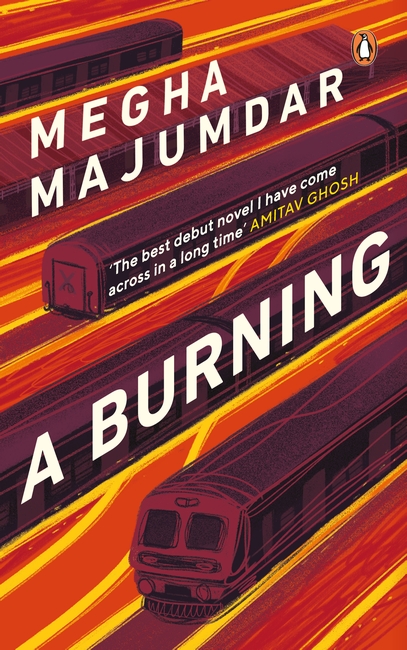 MEGHA
MAJUMDAR
'The best debut novel I have come
across in a long time' AMITAV GHOSH
A BURNING